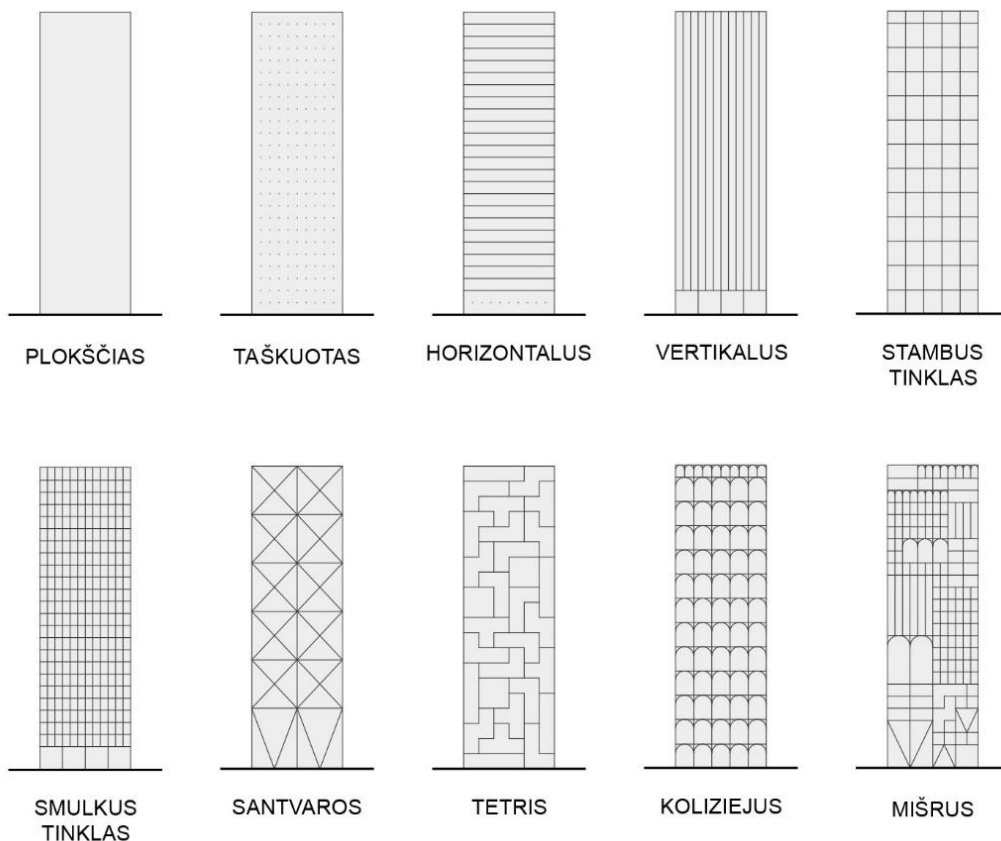 PLOKŠČIAS
TAŠKUOTAS
HORIZONTALUS
VERTIKALUS
STAMBUS
TINKLAS
SMULKUS
TINKLAS
SANTVAROS
TETRIS
KOLIZIEJUS
MIŠRUS